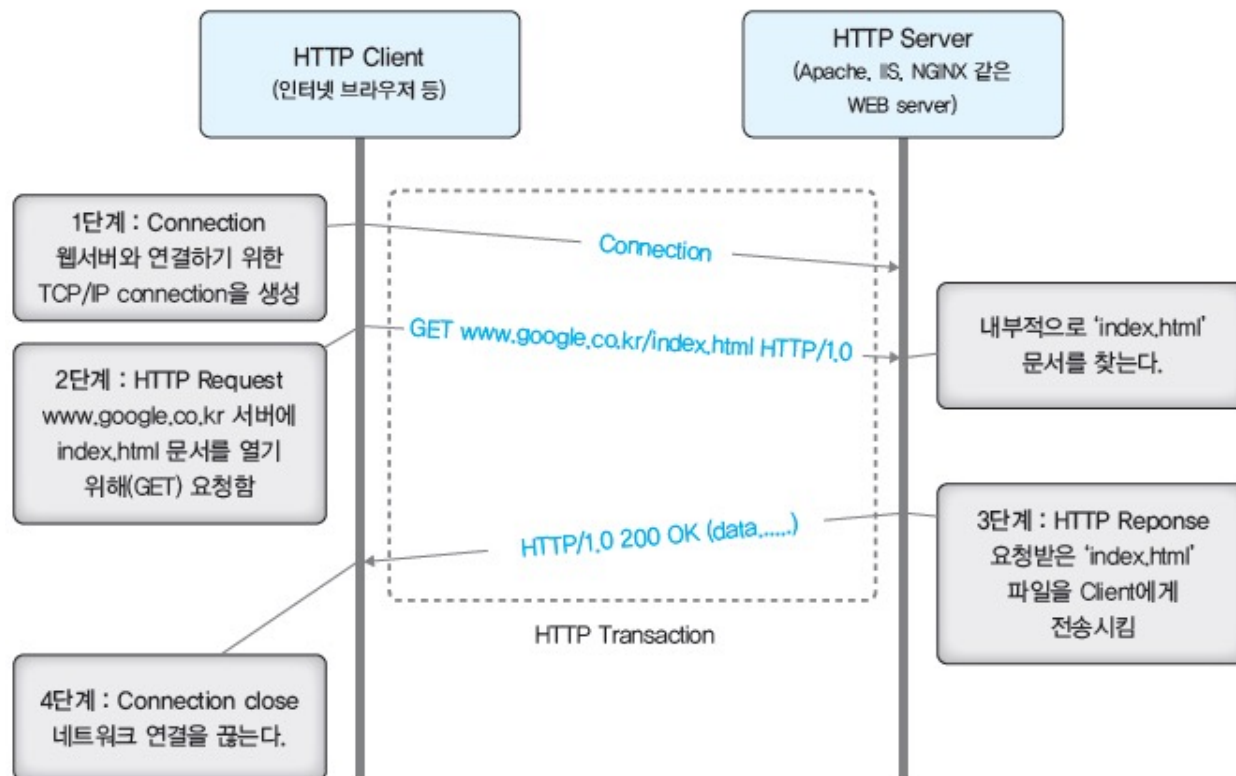 HTTP Client
(인터넷 브라우저 등)
HTTP Server
(Apache, IIS, NGINX 같은
WEB server)
1단계 : Connection
웹서버와 연결하기 위한
TCP/IP connection을 생성
Connection
GET www.google.co.kr/index.html HTTP/1.0
내부적으로 ‘index.html’
문서를 찾는다.
2단계 : HTTP Request
www.google.co.kr 서버에
index.html 문서를 열기
위해(GET) 요청함
HTTP/1.0 200 OK (data......)
3단계 : HTTP Reponse
요청받은 ‘index.html’
파일을 Client에게
전송시킴
HTTP Transaction
4단계 : Connection close
네트워크 연결을 끊는다.